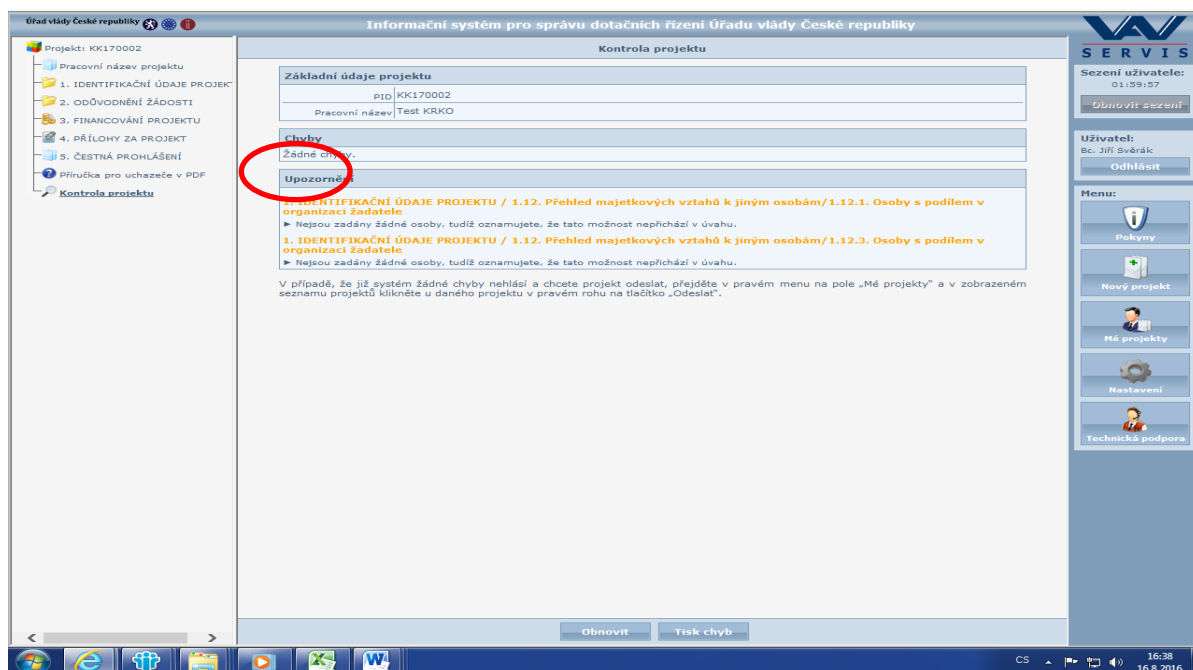 Úřad vlády České republiky
Informační systém pro správu dotačních řízení Úřadu vlády České republiky
Projekt: KK170002
Pracovní název projektu
1. IDENTIFIKAČNÍ ÚDAJE PROJEK
2. ODŮVODNĚNÍ ŽÁDOSTI
3. FINANCOVÁNÍ PROJEKTU
4. PŘÍLOHY ZA PROJEKT
5. ČESTNÁ PROHLÁŠENÍ
Příručka pro uchazeče v PDF
Kontrola projektu
Kontrola projektu
Základní údaje projektu
PID KK170002
Pracovní název Test KRKO
Chyby
Žádné chyby.
Upozornění
1. IDENTIFIKAČNÍ ÚDAJE PROJEKTU / 1.12. Přehled majetkových vztahů k jiným osobám/1.12.1. Osoby s podílem v
organizaci žadatele
► Nejsou zadány žádné osoby, tudíž oznamujete, že tato možnost nepřichází v úvahu.
1. IDENTIFIKAČNÍ ÚDAJE PROJEKTU / 1.12. Přehled majetkových vztahů k jiným osobám/1.12.3. Osoby s podílem v
organizaci žadatele
► Nejsou zadány žádné osoby, tudíž oznamujete, že tato možnost nepřichází v úvahu.
V případě, že již systém žádné chyby nehlásí a chcete projekt odeslat, přejděte v pravém menu na pole „Mé projekty" a v zobrazeném
seznamu projektů klikněte u daného projektu v pravém rohu na tlačítko „Odeslat".
Obnovit
Tisk chyb
VAV
SERVIS
Sezení uživatele:
01:59:57
Obnovit sezení
Uživatel:
Bc. Jiří Svěrák
Odhlásit
Menu:
Pokyny
Nový projekt
Mé projekty
Nastavení
Technická podpora
CS
16:38
16.8.2016